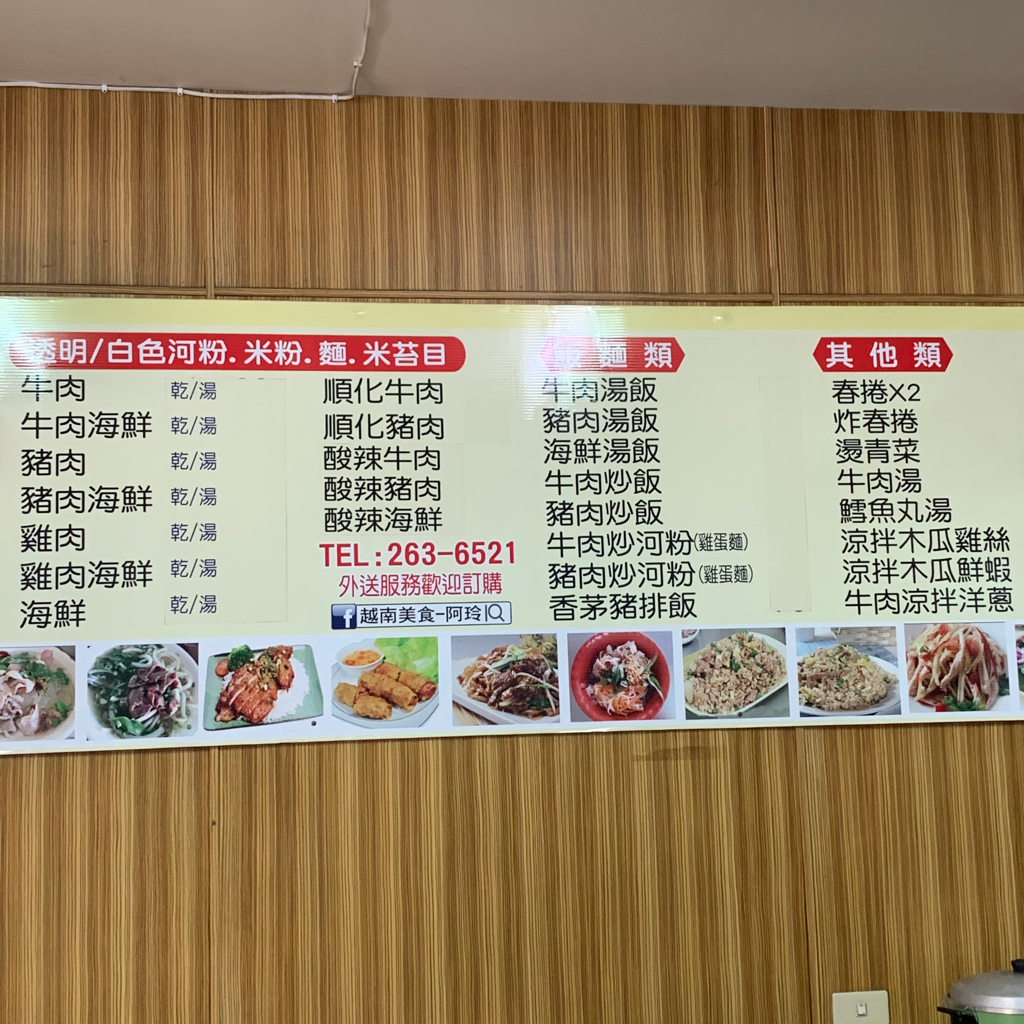 透明/白色河粉.米粉.麵.米苔目
牛肉 乾/湯
牛肉海鮮 乾/湯
豬肉 乾/湯
豬肉海鮮 乾/湯
雞肉 乾/湯
雞肉海鮮 乾/湯
海鮮 乾/湯
順化牛肉
順化豬肉
酸辣牛肉
酸辣豬肉
酸辣海鮮
TEL:263-6521
外送服務歡迎訂購
f 越南美食-阿玲
飯麵類
牛肉湯飯
豬肉湯飯
海鮮湯飯
牛肉炒飯
豬肉炒飯
牛肉炒河粉(雞蛋麵)
豬肉炒河粉(雞蛋麵)
香茅豬排飯
其他類
春捲X2
炸春捲
燙青菜
牛肉湯
鱈魚丸湯
涼拌木瓜雞絲
涼拌木瓜鮮蝦
牛肉涼拌洋蔥